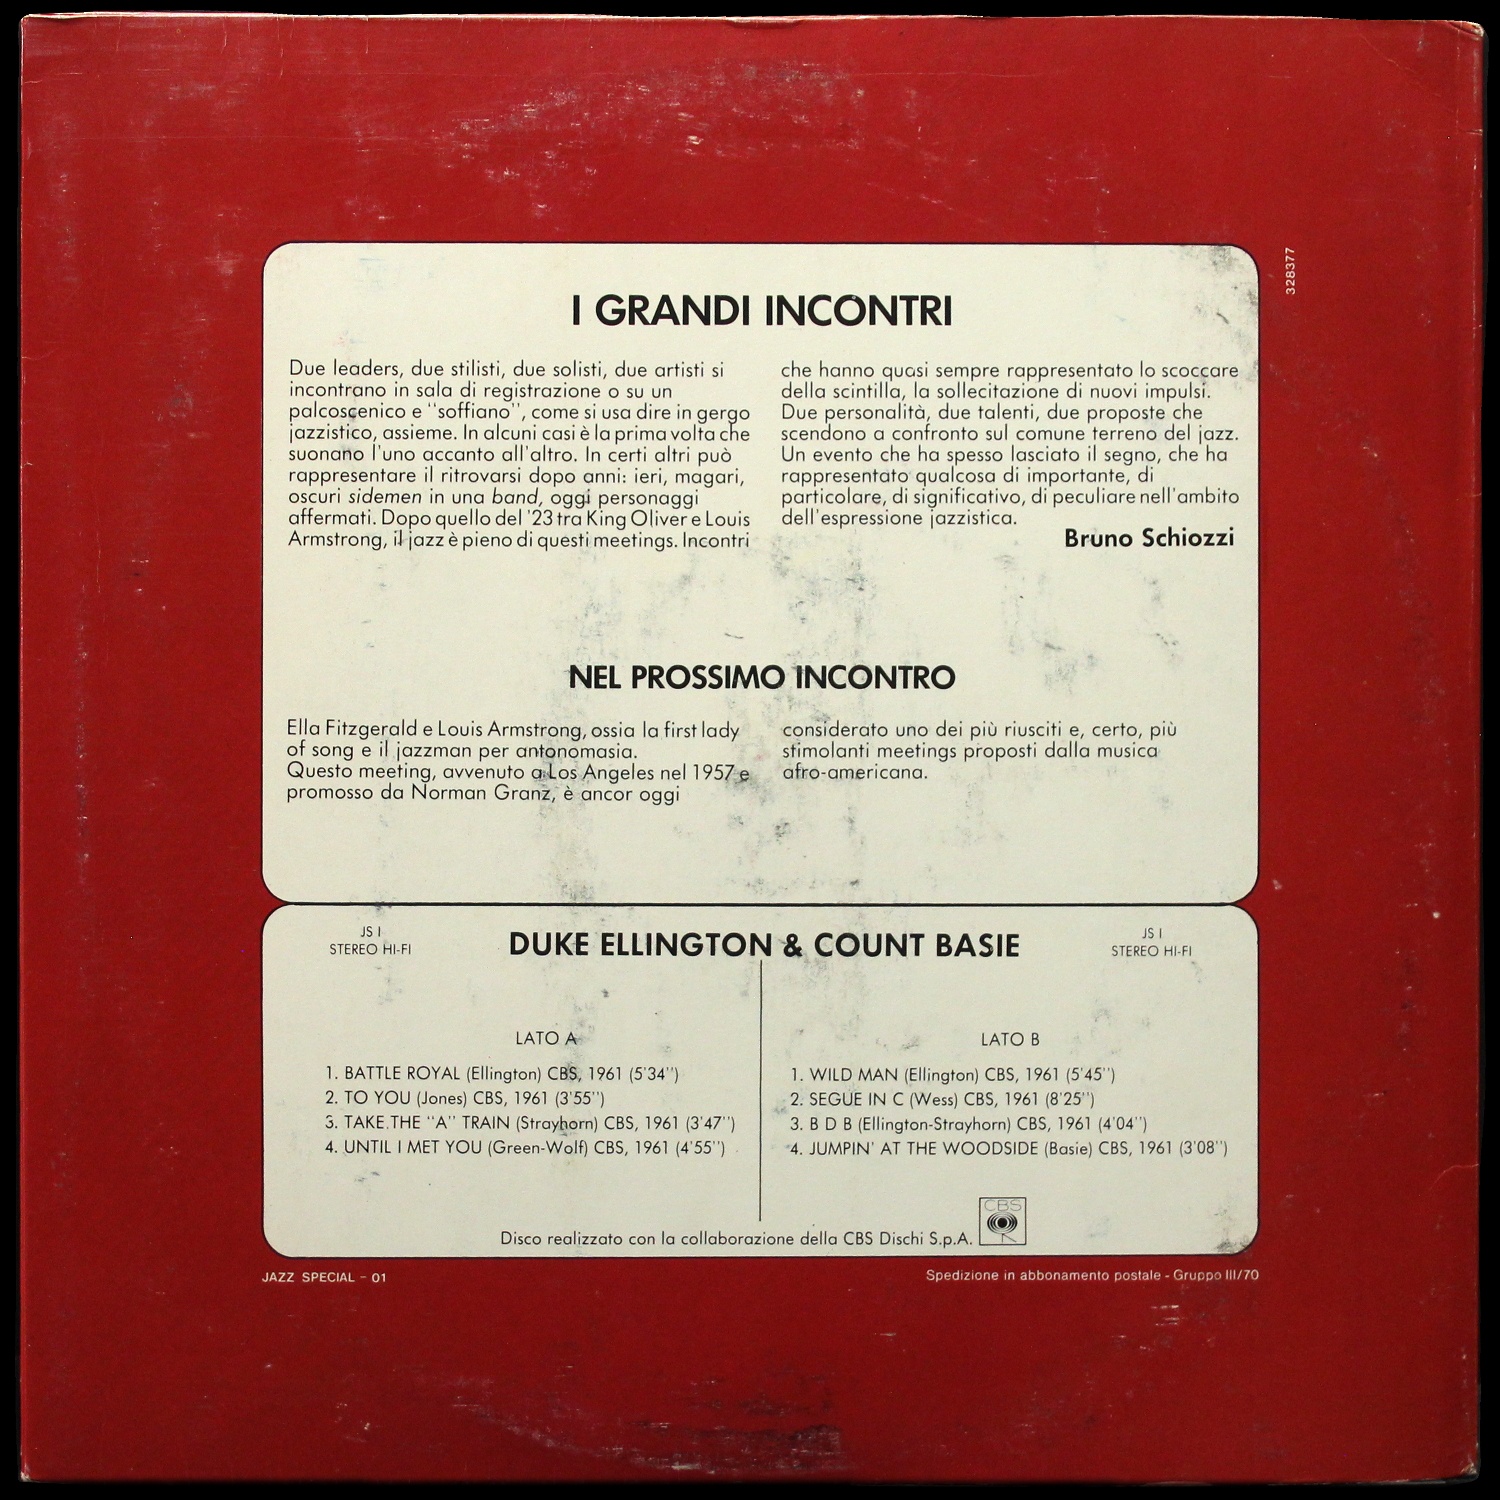 328377
I GRANDI INCONTRI
Due leaders, due stilisti, due solisti, due artisti si
incontrano in sala di registrazione o su un
palcoscenico e "soffiano", come si usa dire in gergo
jazzistico, assieme. In alcuni casi è la prima volta che
suonano l'uno accanto all'altro. In certi altri può
rappresentare il ritrovarsi dopo anni: ieri, magari,
oscuri sidemen in una band, oggi personaggi
affermati. Dopo quello del '23 tra King Oliver e Louis
Armstrong, il jazz è pieno di questi meetings. Incontri
che hanno quasi sempre rappresentato lo scoccare
della scintilla, la sollecitazione di nuovi impulsi.
Due personalità, due talenti, due proposte che
scendono a confronto sul comune terreno del jazz.
Un evento che ha spesso lasciato il segno, che ha
rappresentato qualcosa di importante, di
particolare, di significativo, di peculiare nell'ambito
dell'espressione jazzistica.
Bruno Schiozzi
NEL PROSSIMO INCONTRO
Ella Fitzgerald e Louis Armstrong, ossia la first lady
of song e il jazzman per antonomasia.
Questo meeting, avvenuto a Los Angeles nel 1957 e
promosso da Norman Granz, è ancor oggi
considerato uno dei più riusciti e, certo, più
stimolanti meetings proposti dalla musica
afro-americana.
JS I
STEREO HI-FI
DUKE ELLINGTON & COUNT BASIE
JS I
STEREO HI-FI
LATO A
1. BATTLE ROYAL (Ellington) CBS, 1961 (5'34'')
2. TO YOU (Jones) CBS, 1961 (3'55'')
3. TAKE THE "A" TRAIN (Strayhorn) CBS, 1961 (3'47'')
4. UNTIL I MET YOU (Green-Wolf) CBS, 1961 (4'55'')
LATO B
1. WILD MAN (Ellington) CBS, 1961 (5'45'')
2. SEGUE IN C (Wess) CBS, 1961 (8'25'')
3. B D B (Ellington-Strayhorn) CBS, 1961 (4'04'')
4. JUMPIN' AT THE WOODSIDE (Basie) CBS, 1961 (3'08'')
Disco realizzato con la collaborazione della CBS Dischi S.p.A.
CBS
JAZZ SPECIAL - 01
Spedizione in abbonamento postale - Gruppo III/70